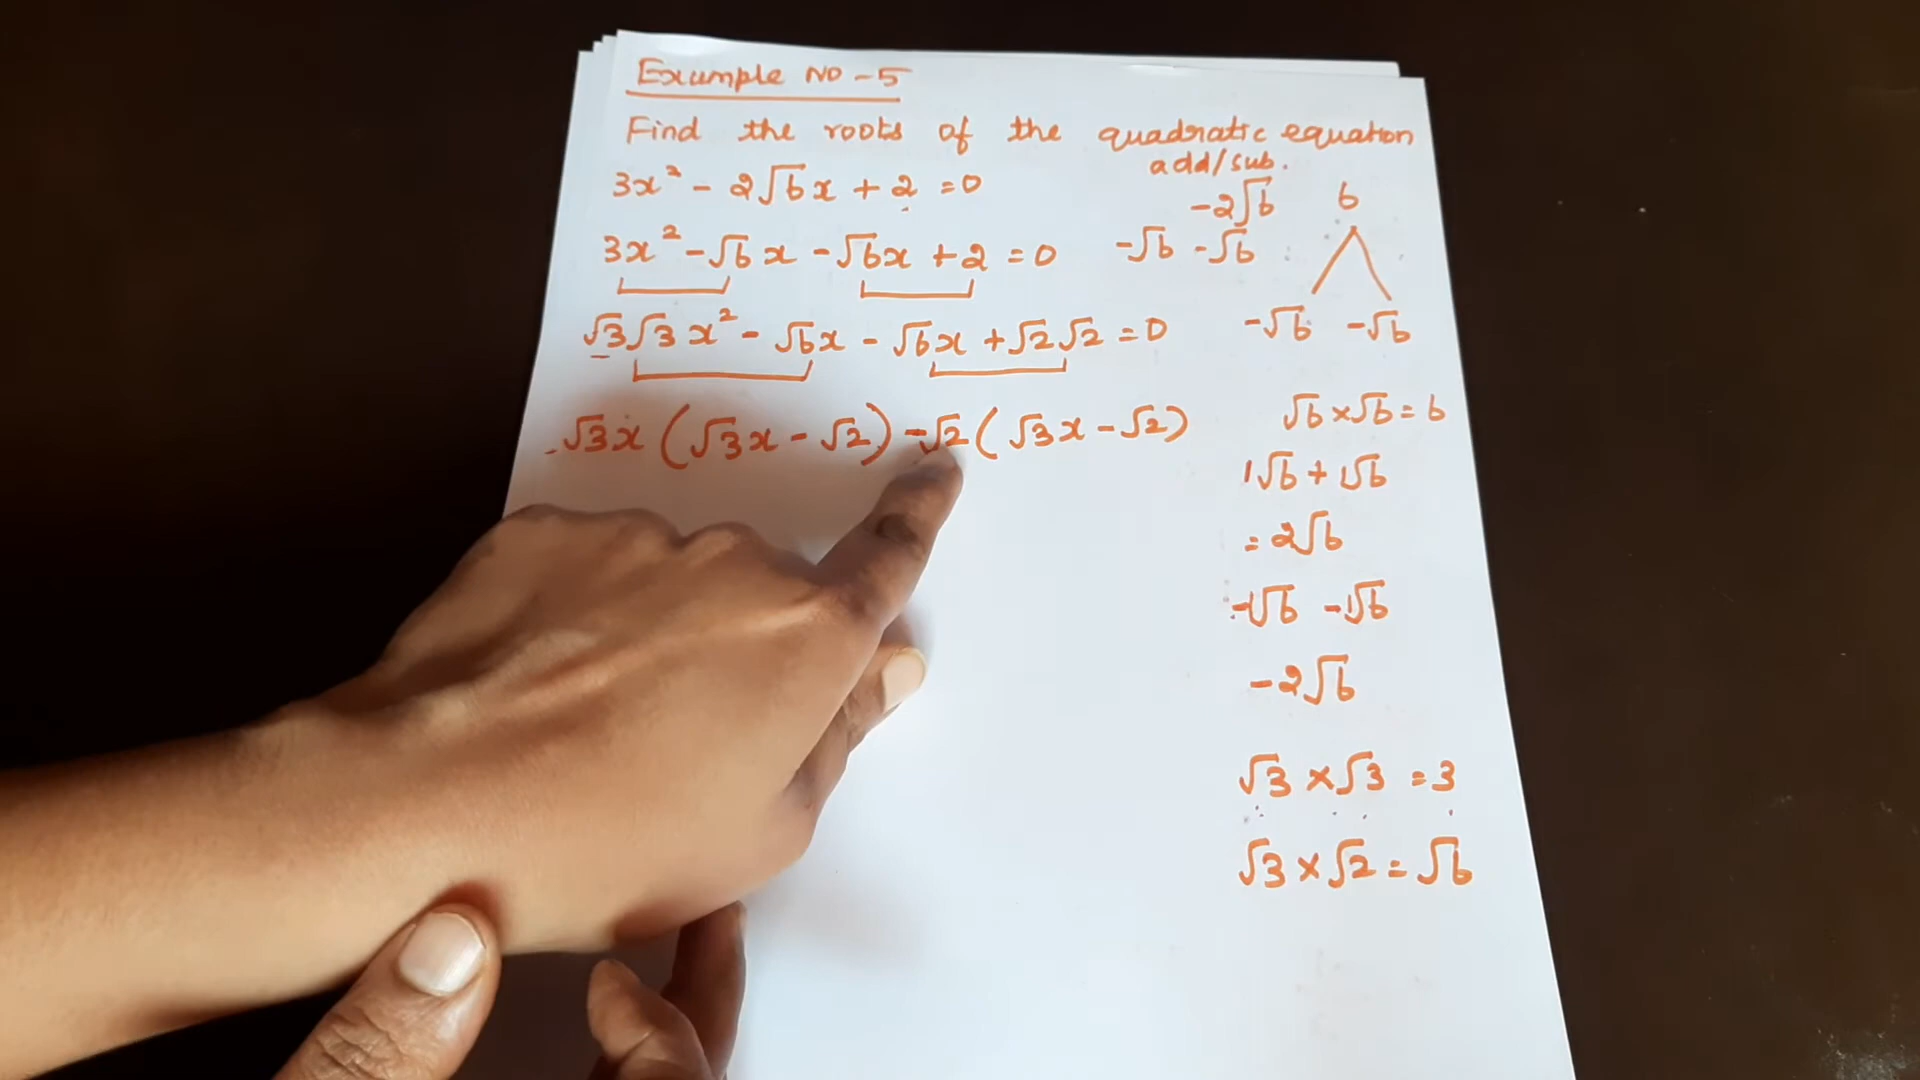 Example No - 5
Find the roots of the quadratic equation
3x² - 2√6x + 2 = 0
3x² - √6x - √6x + 2 = 0
√3√3x² - √6x - √6x + √2√2 = 0
√3x (√3x - √2) - √2 (√3x - √2)
add/sub.
-2√6 6
-√6 -√6
-√6 -√6
√6 × √6 = 6
1√6 + 1√6
= 2√6
-1√6 - 1√6
- 2√6
√3 × √3 = 3
√3 × √2 = √6